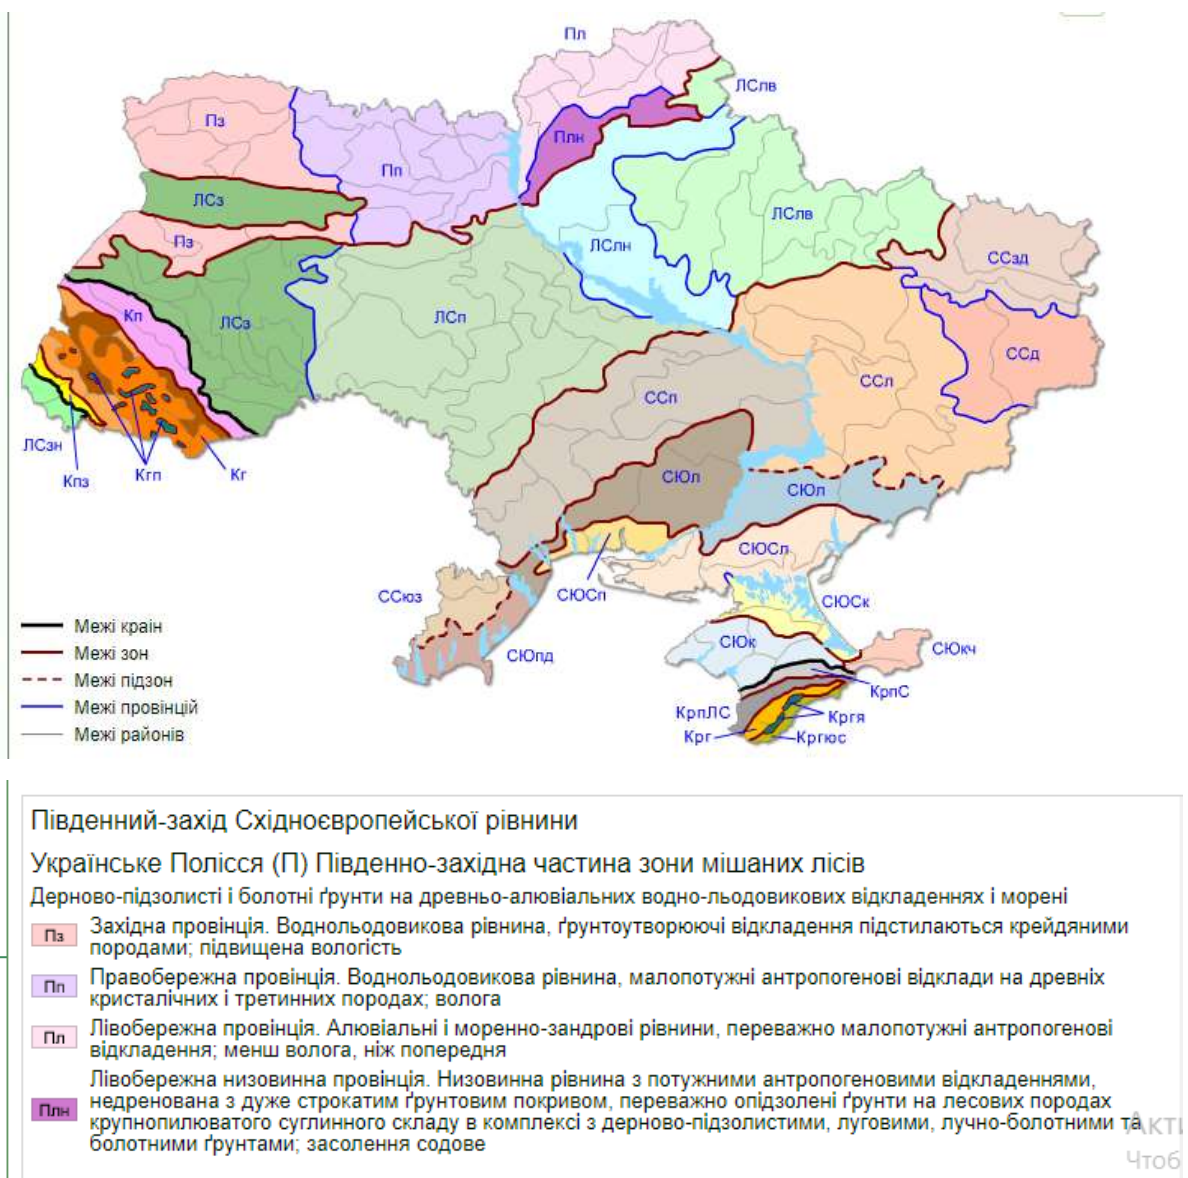 Пл
ЛСлв
Пз
Плн
Пп
ЛСз
ЛСлв
Пз
ЛСлн
ССзд
Кп
ЛСз
ЛСп
ССд
ССл
ССп
ЛСзн
Кпз
Кгп
Кг
СЮл
СЮл
СЮСл
ССюз
СЮСп
СЮСк
Межі країн
СЮк
СЮкч
Межі зон
СЮпд
Межі підзон
КрпС
Межі провінцій
КрпЛС
Кргя
Межі районів
Крг
Кргюс
Південний-захід Східноєвропейської рівнини
Українське Полісся (П) Південно-західна частина зони мішаних лісів
Дерново-підзолисті і болотні ґрунти на древньо-алювіальних водно-льодовикових відкладеннях і морені
Пз Західна провінція. Воднольодовикова рівнина, ґрунтоутворюючі відкладення підстилаються крейдяними
породами; підвищена вологість
Пп Правобережна провінція. Воднольодовикова рівнина, малопотужні антропогенові відклади на древніх
кристалічних і третинних породах; волога
Пл Лівобережна провінція. Алювіальні і моренно-зандрові рівнини, переважно малопотужні антропогенові
відкладення; менш волога, ніж попередня
Лівобережна низовинна провінція. Низовинна рівнина з потужними антропогеновими відкладеннями,
Плн недренована з дуже строкатим ґрунтовим покривом, переважно опідзолені ґрунти на лесових породах
крупнопилюватого суглинного складу в комплексі з дерново-підзолистими, луговими, лучно-болотними та
болотними ґрунтами; засолення содове
Акти
Чтоб